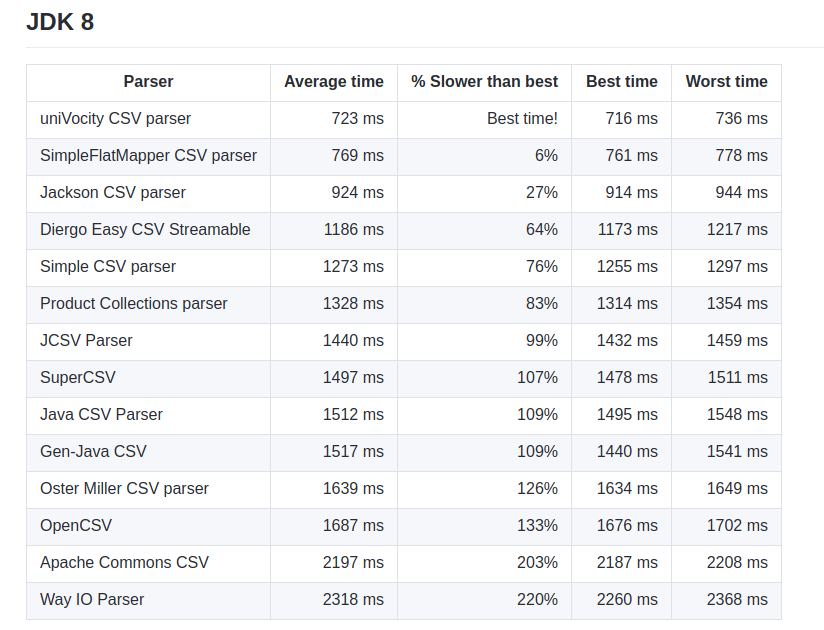 JDK 8
Parser Average time % Slower than best Best time Worst time
uniVocity CSV parser 723 ms Best time! 716 ms 736 ms
SimpleFlatMapper CSV parser 769 ms 6% 761 ms 778 ms
Jackson CSV parser 924 ms 27% 914 ms 944 ms
Diergo Easy CSV Streamable 1186 ms 64% 1173 ms 1217 ms
Simple CSV parser 1273 ms 76% 1255 ms 1297 ms
Product Collections parser 1328 ms 83% 1314 ms 1354 ms
JCSV Parser 1440 ms 99% 1432 ms 1459 ms
SuperCSV 1497 ms 107% 1478 ms 1511 ms
Java CSV Parser 1512 ms 109% 1495 ms 1548 ms
Gen-Java CSV 1517 ms 109% 1440 ms 1541 ms
Oster Miller CSV parser 1639 ms 126% 1634 ms 1649 ms
OpenCSV 1687 ms 133% 1676 ms 1702 ms
Apache Commons CSV 2197 ms 203% 2187 ms 2208 ms
Way IO Parser 2318 ms 220% 2260 ms 2368 ms